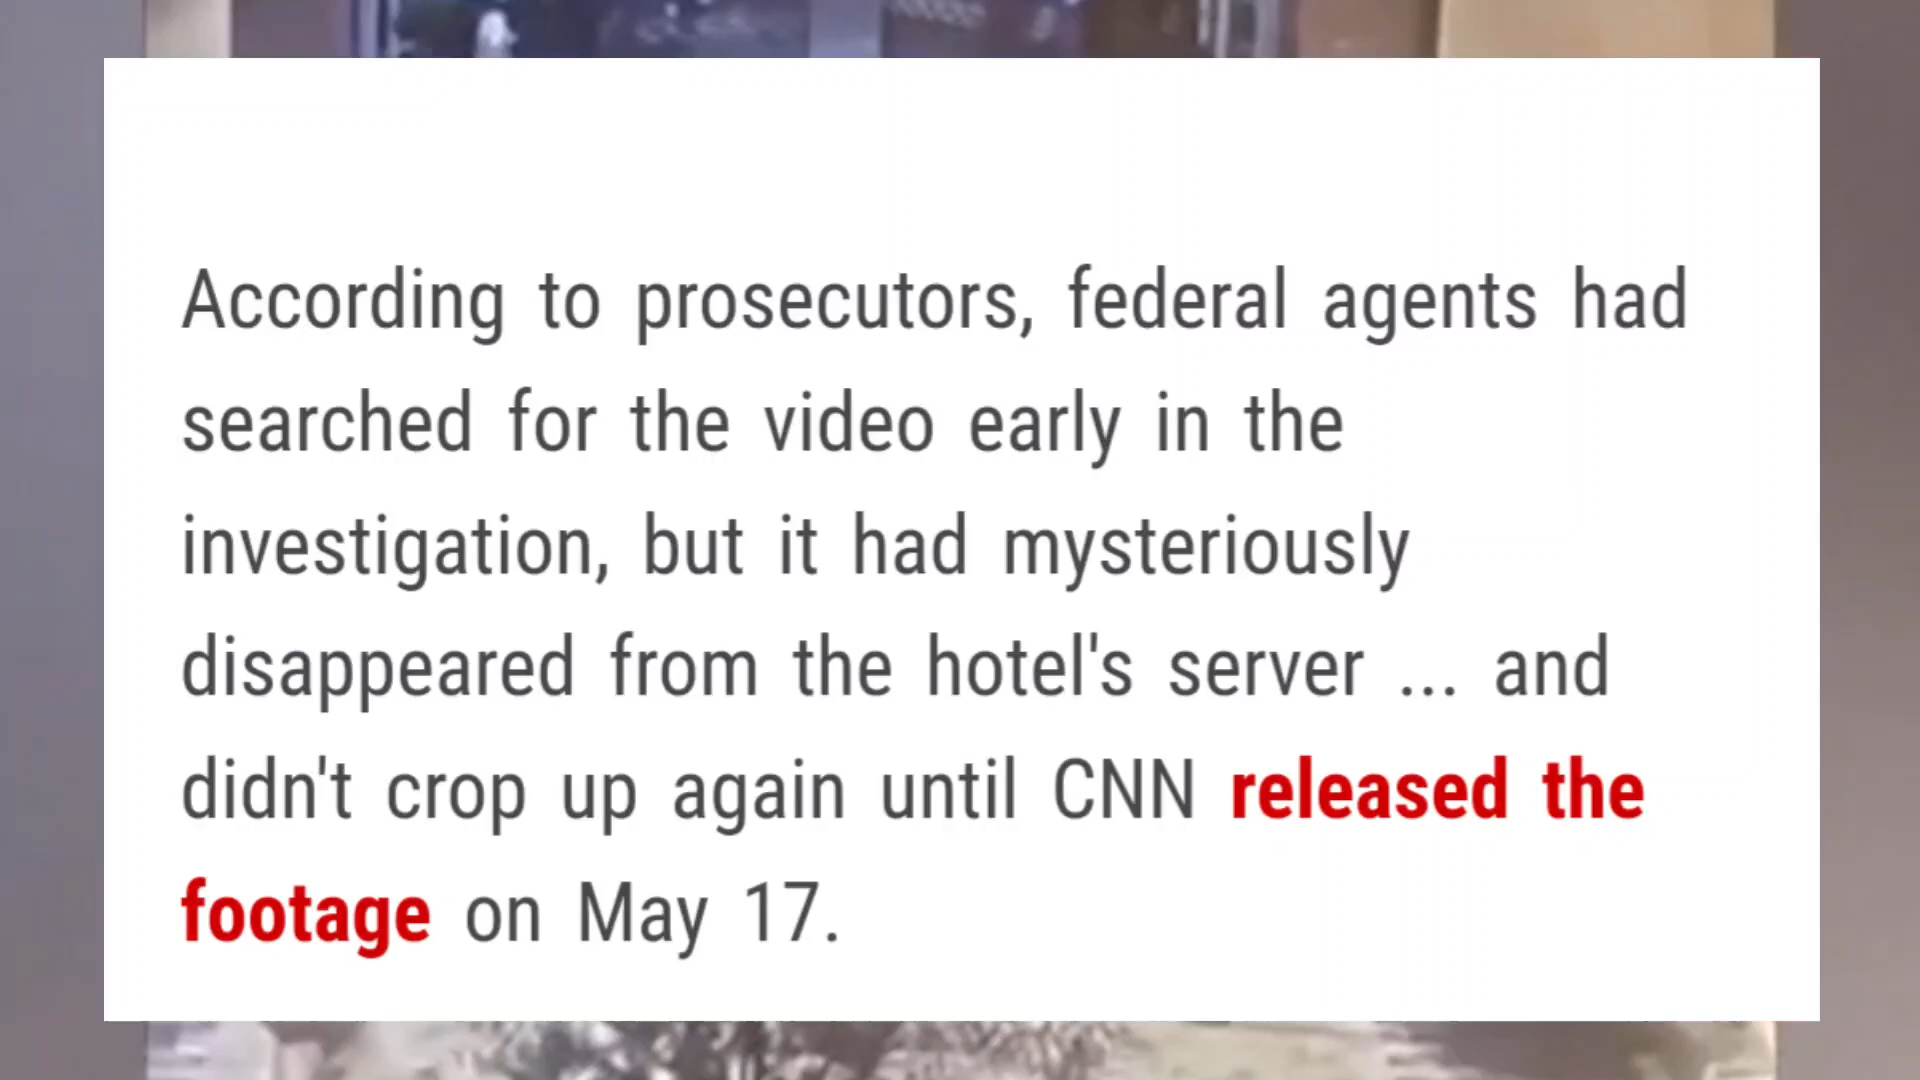 According to prosecutors, federal agents had
searched for the video early in the
investigation, but it had mysteriously
disappeared from the hotel's server ... and
didn't crop up again until CNN released the
footage on May 17.